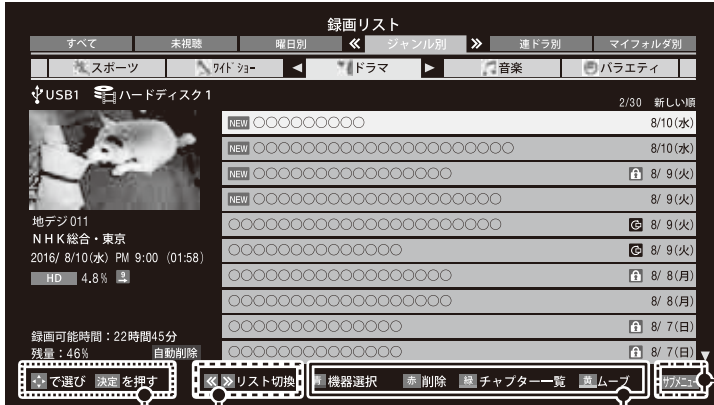 録画リスト
すべて 未視聴 曜日別 ≪ ジャンル別 ≫ 連ドラ別 マイフォルダ別
スポーツ ワイドショー ◀ ドラマ ▶ 音楽 バラエティ
USB1 ハードディスク1
2/30 新しい順
NEW ○○○○○○○○○ 8/10(水)
NEW ○○○○○○○○○○○○○○○○○○○○○ 8/10(水)
NEW ○○○○○○○○○○○○○○○○ 8/ 9(火)
NEW ○○○○○○○○○○○○○○○○○○○○ 8/ 9(火)
○○○○○○○○○○○○○○○○○○○○○○ 8/ 9(火)
○○○○○○○○○○○○○○ 8/ 9(火)
○○○○○○○○○○○○○○○○○○ 8/ 8(月)
○○○○○○○○○○○○○○○○○○ 8/ 8(月)
○○○○○○○○○○○○○○ 8/ 7(日)
○○○○○○○○○○○○○○ 8/ 7(日)
地デジ 011
NHK総合・東京
2016/ 8/10(水) PM 9:00 (01:58)
HD 4.8% 9
録画可能時間：22時間45分
残量：46% 自動削除
で選び 決定 を押す ≪ ≫ リスト切換 青 機器選択 赤 削除 緑 チャプター一覧 黄 ムーブ サブメニュー